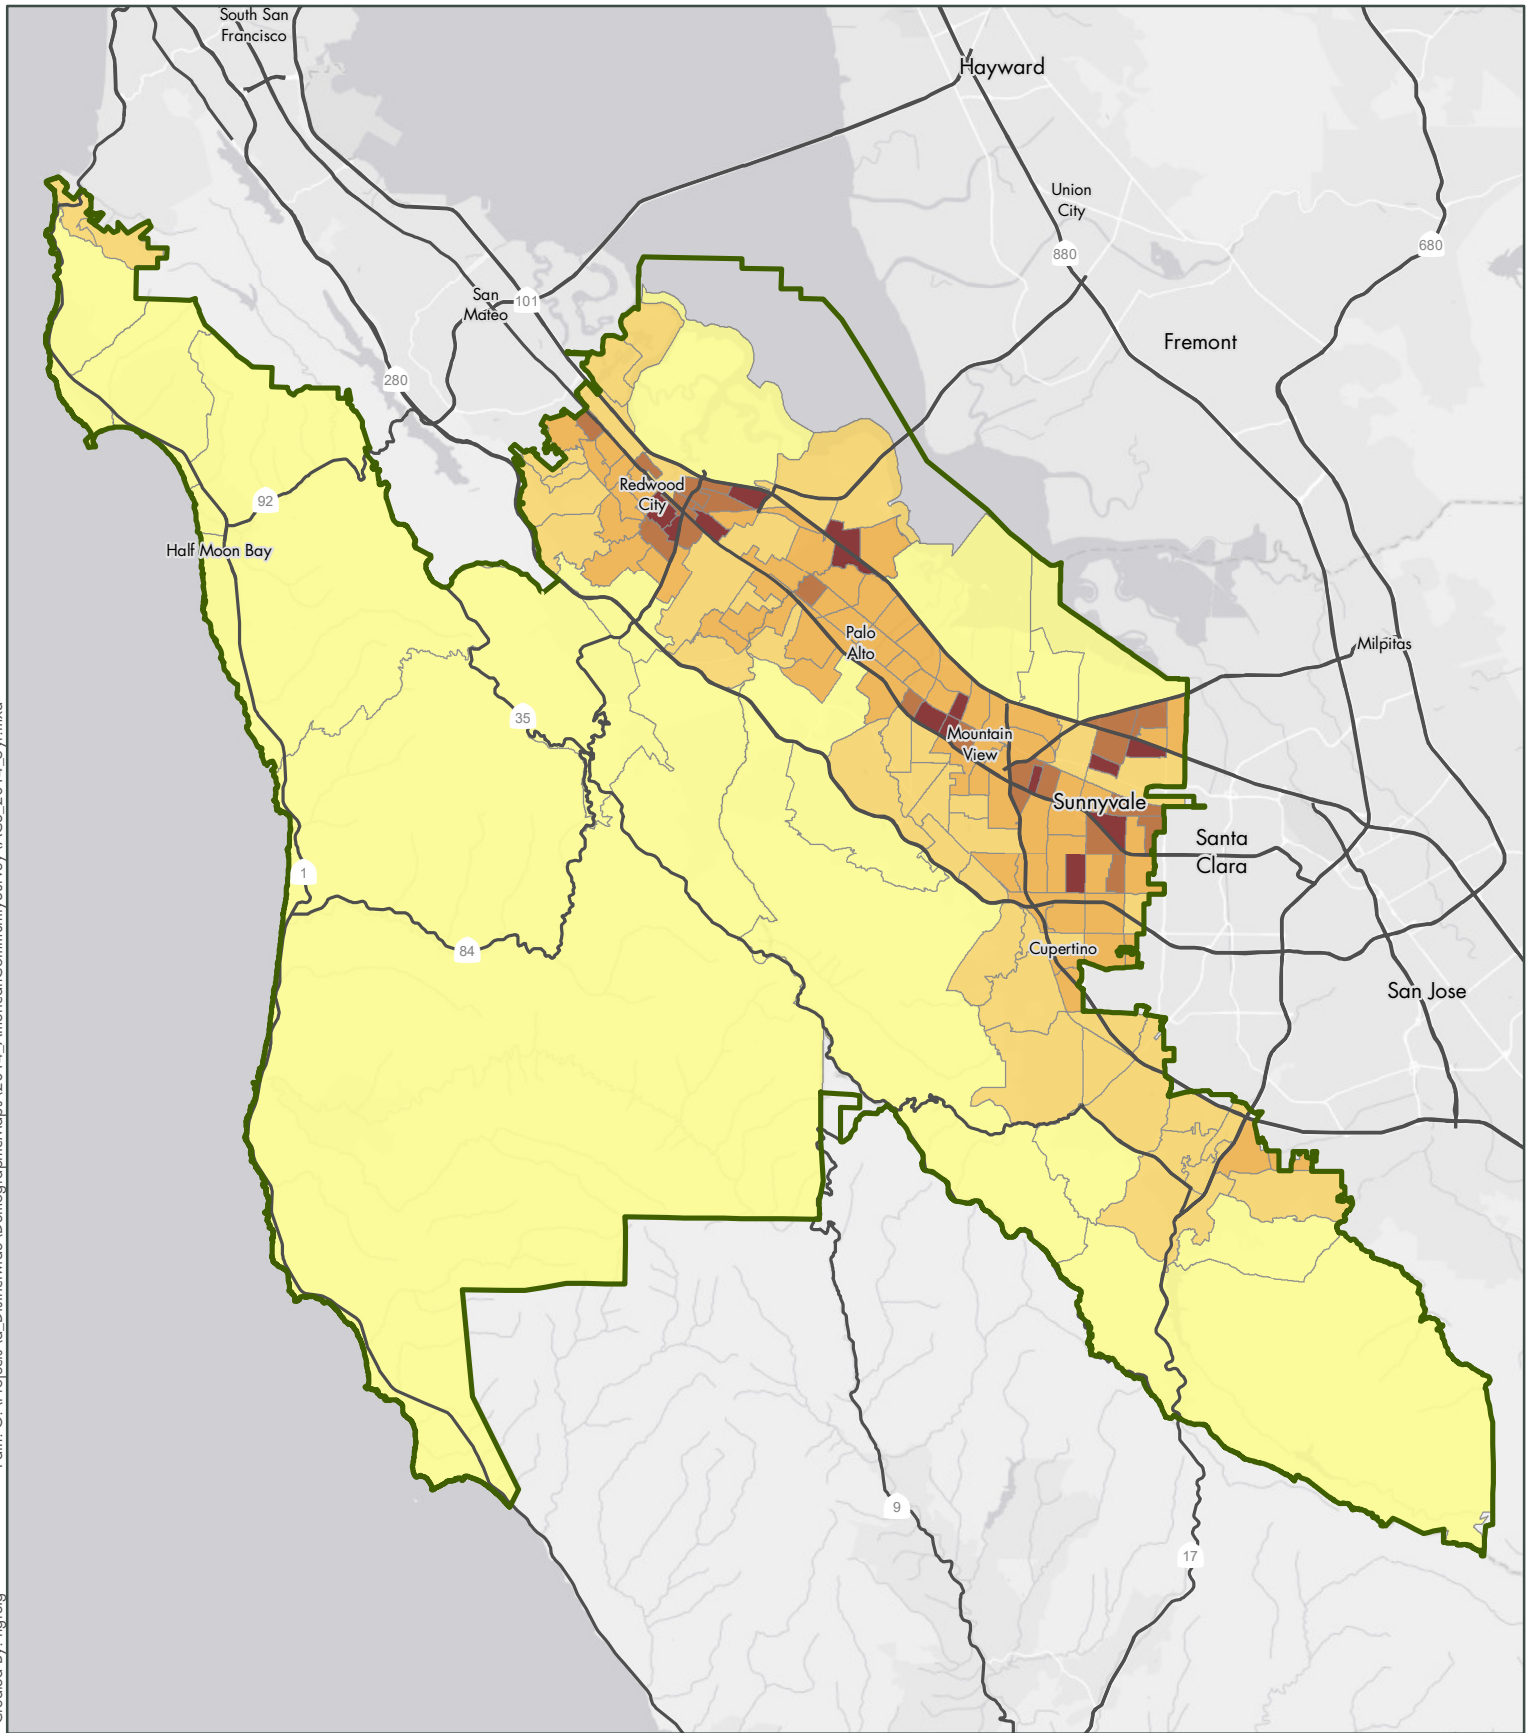 South San
Francisco
Hayward
Union
City
880
680
San
Mateo
101
Fremont
280
Redwood
City
92
Half Moon Bay
Palo
Alto
Milpitas
35
Mountain
View
Sunnyvale
Santa
Clara
1
84
Cupertino
San Jose
9
17